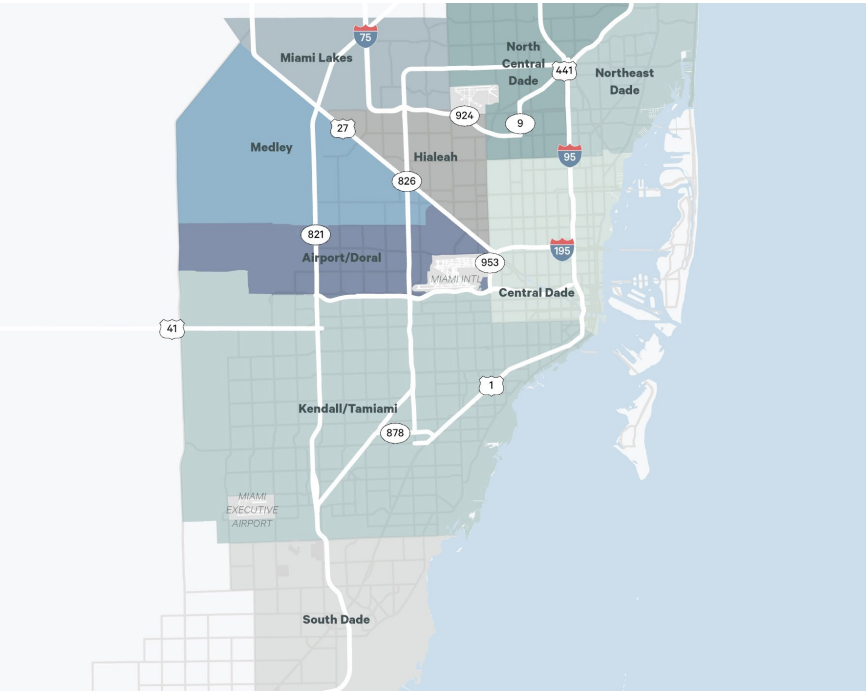 75
North
Central
Dade
Miami Lakes
441
Northeast
Dade
924
9
27
Medley
Hialeah
95
826
821
195
Airport/Doral
953
MIAMI INTL
Central Dade
41
1
Kendall/Tamiami
878
MIAMI
EXECUTIVE
AIRPORT
South Dade